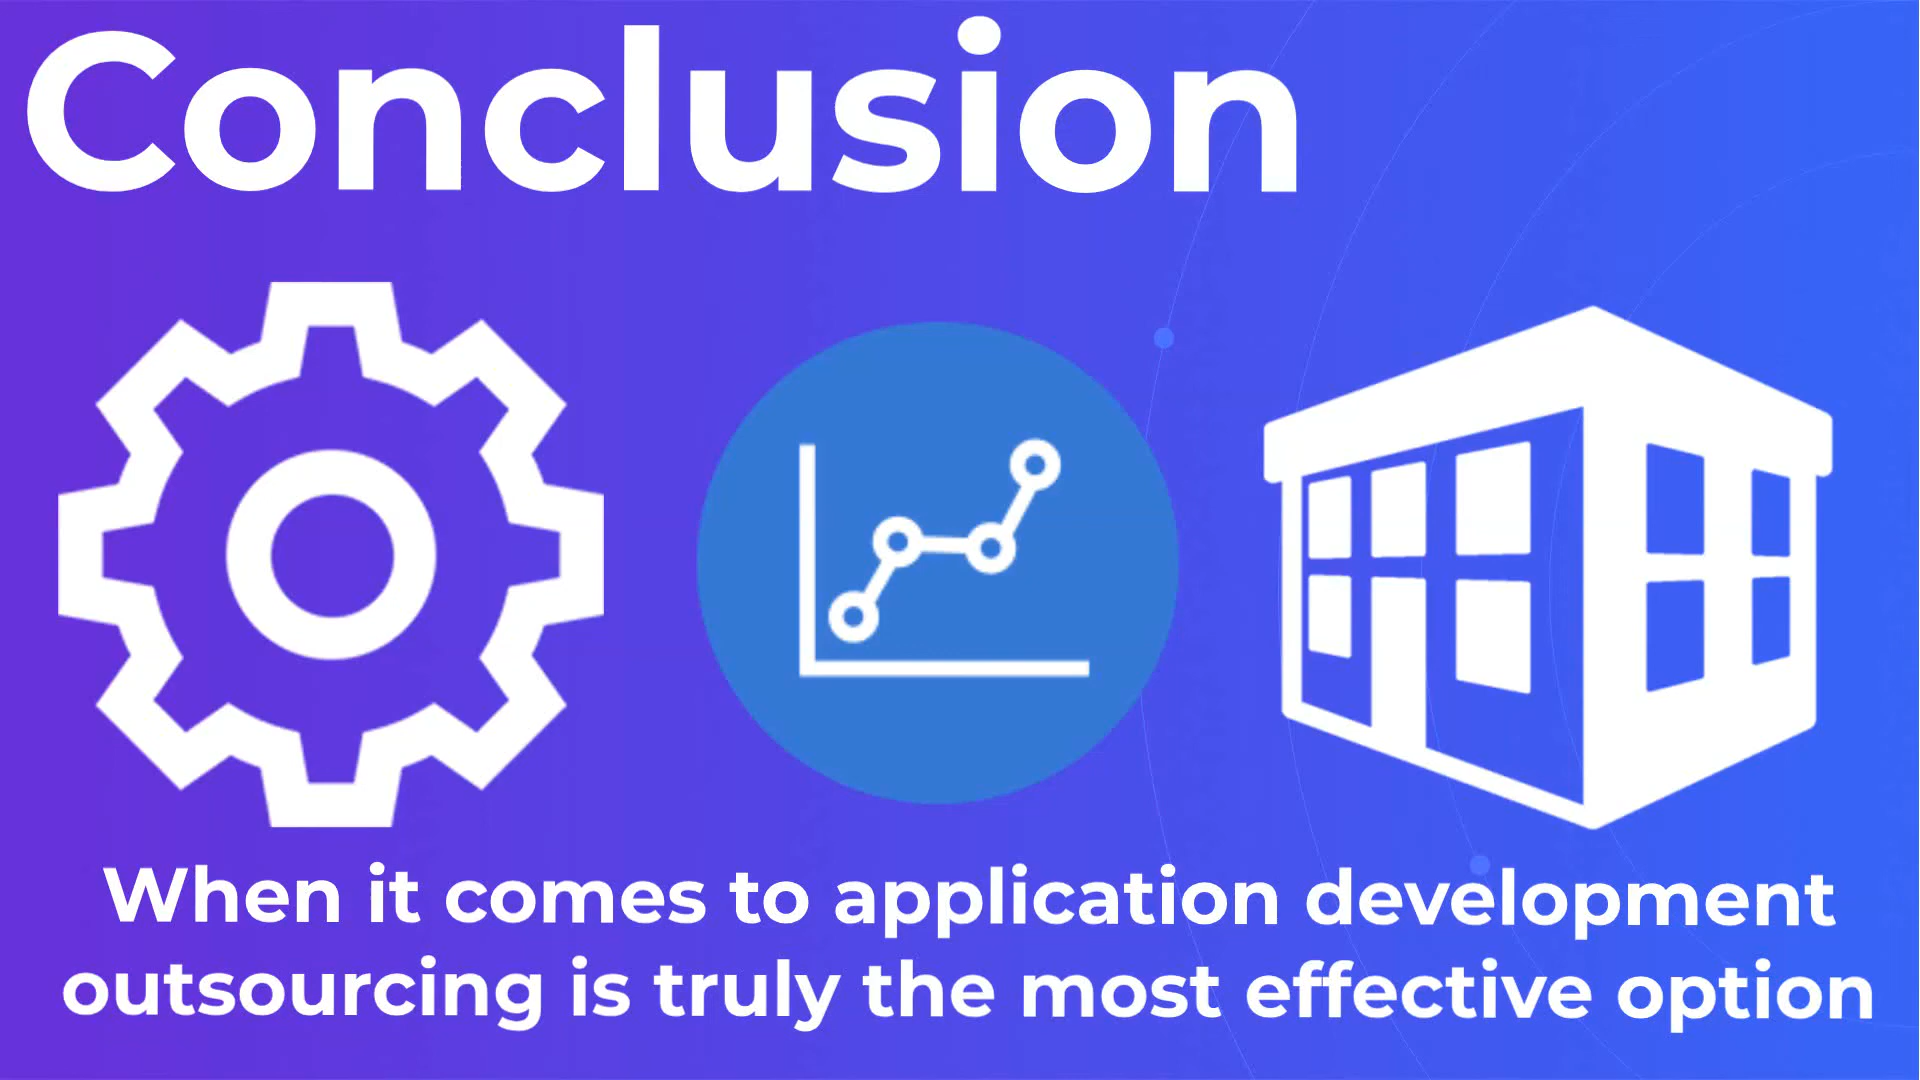 Conclusion
When it comes to application development
outsourcing is truly the most effective option